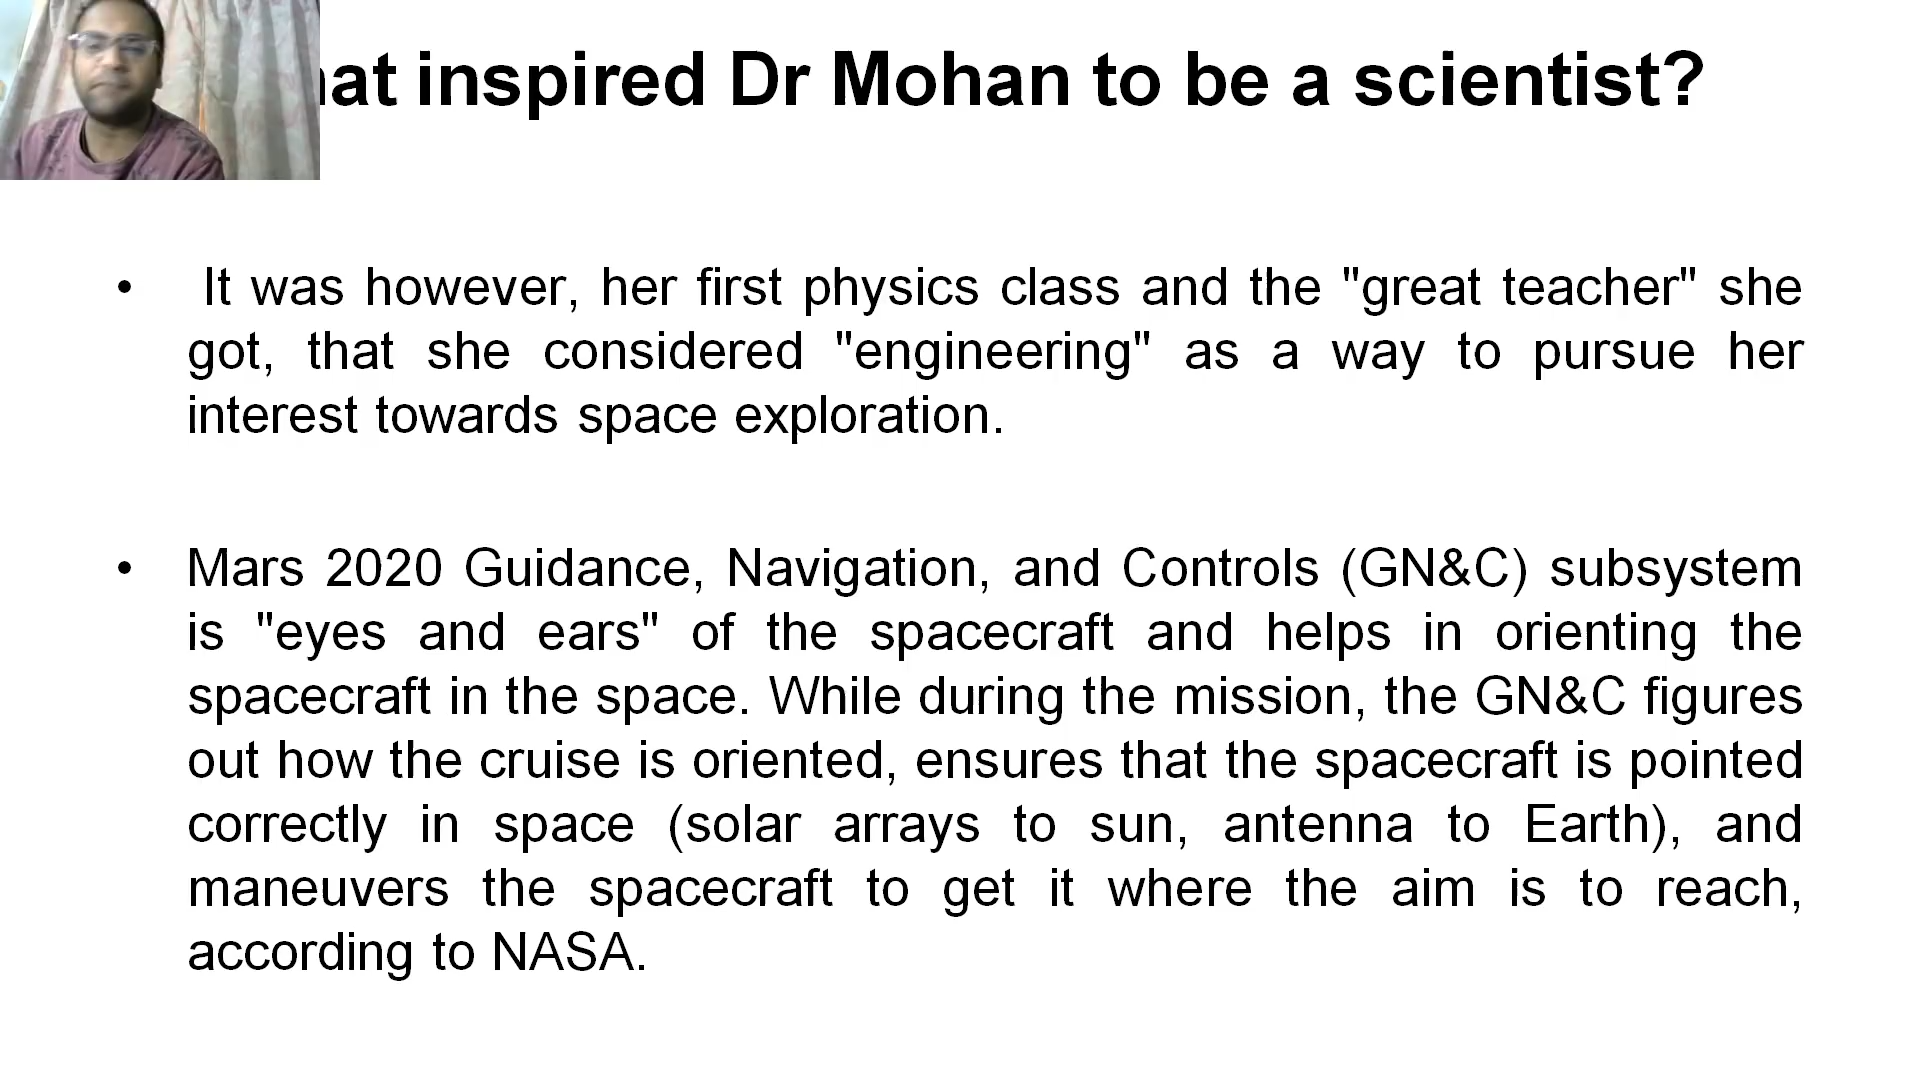 hat inspired Dr Mohan to be a scientist?
• It was however, her first physics class and the "great teacher" she
got, that she considered "engineering" as a way to pursue her
interest towards space exploration.
• Mars 2020 Guidance, Navigation, and Controls (GN&C) subsystem
is "eyes and ears" of the spacecraft and helps in orienting the
spacecraft in the space. While during the mission, the GN&C figures
out how the cruise is oriented, ensures that the spacecraft is pointed
correctly in space (solar arrays to sun, antenna to Earth), and
maneuvers the spacecraft to get it where the aim is to reach,
according to NASA.